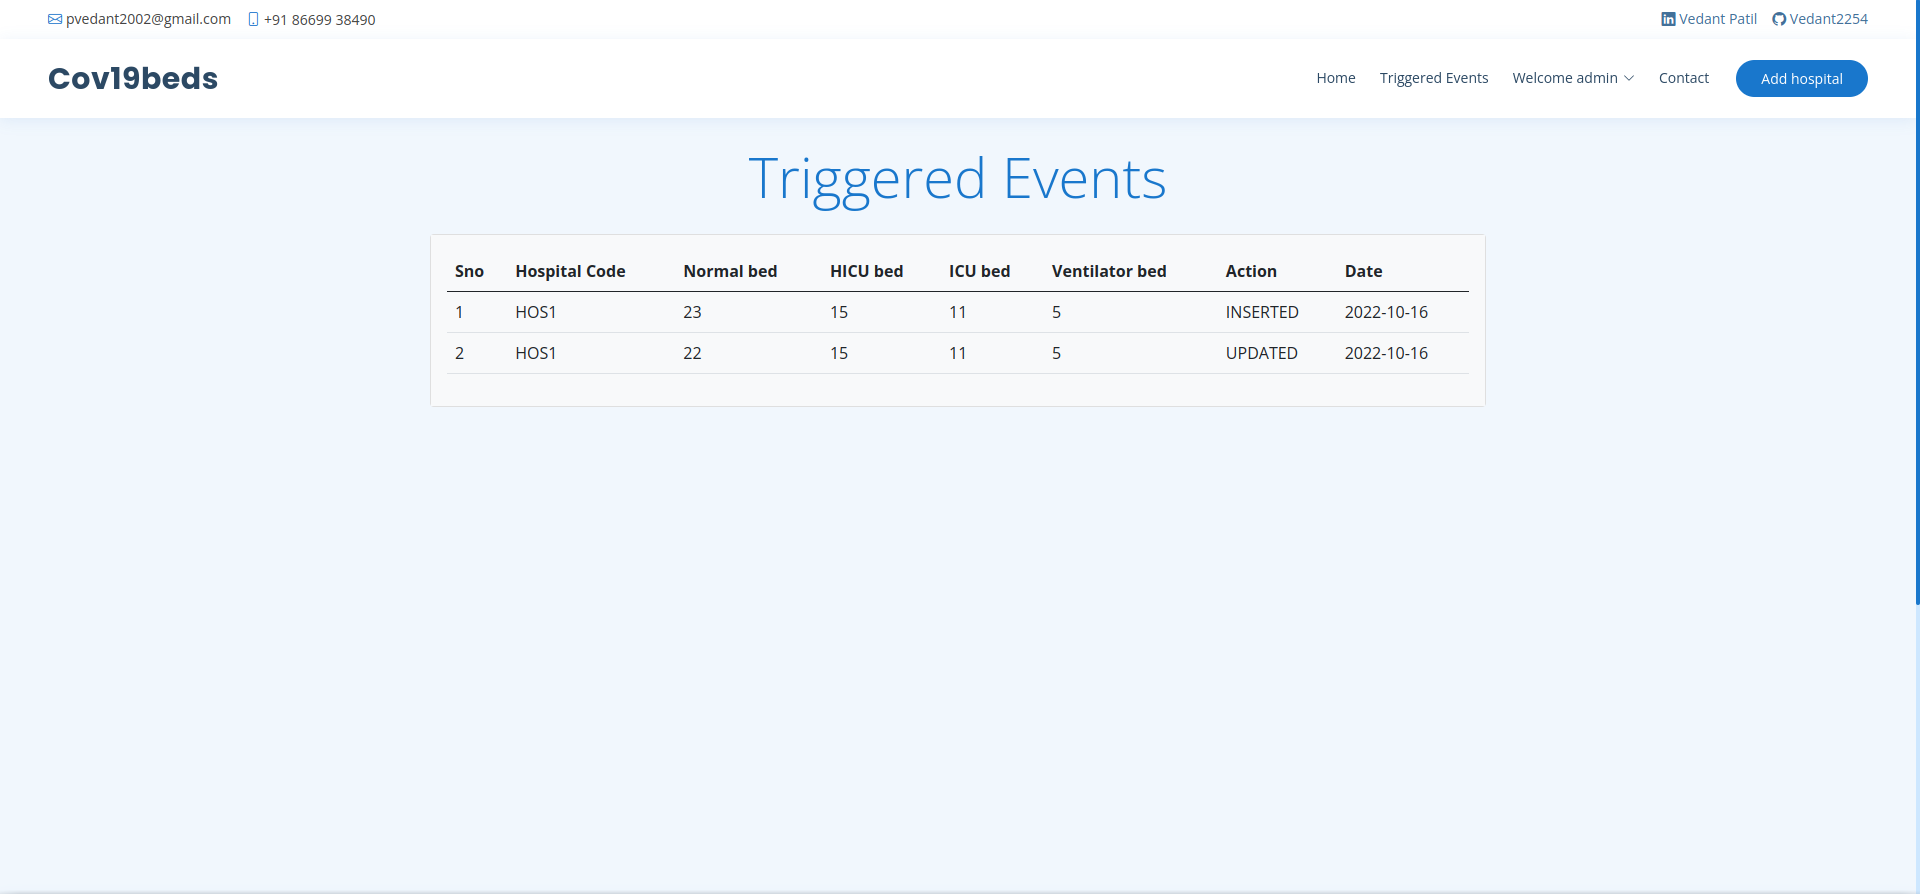 pvedant2002@gmail.com +91 86699 38490 Vedant Patil Vedant2254
Cov19beds Home Triggered Events Welcome admin Contact Add hospital
Triggered Events
Sno Hospital Code Normal bed HICU bed ICU bed Ventilator bed Action Date
1 HOS1 23 15 11 5 INSERTED 2022-10-16
2 HOS1 22 15 11 5 UPDATED 2022-10-16